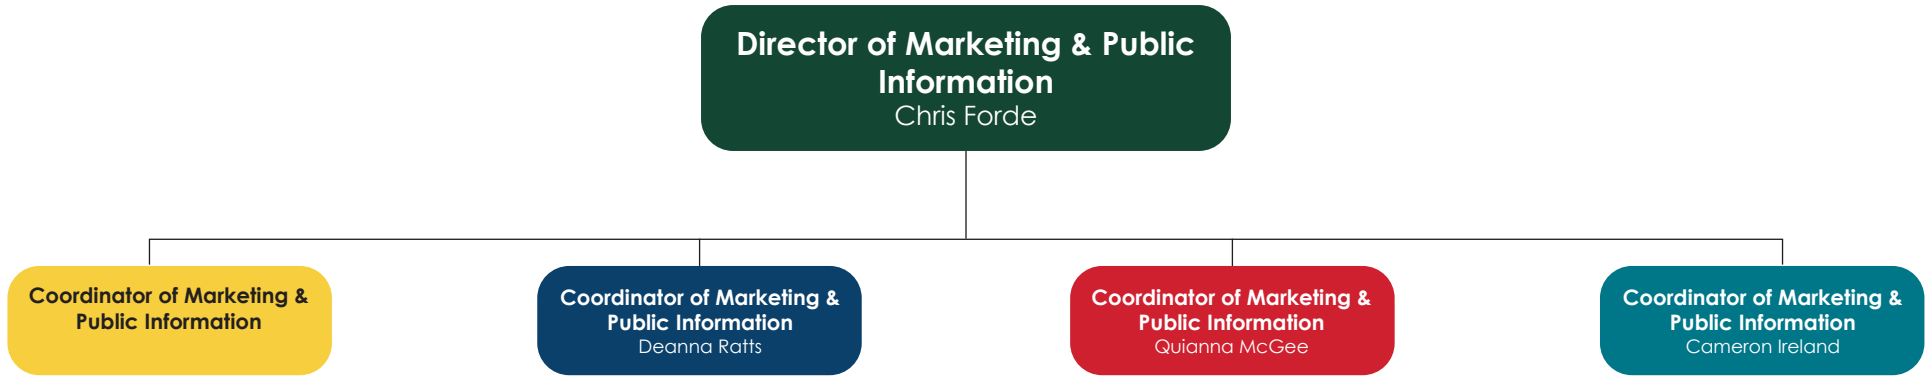 Director of Marketing & Public
Information
Chris Forde
Coordinator of Marketing &
Public Information
Coordinator of Marketing &
Public Information
Deanna Ratts
Coordinator of Marketing &
Public Information
Quianna McGee
Coordinator of Marketing &
Public Information
Cameron Ireland